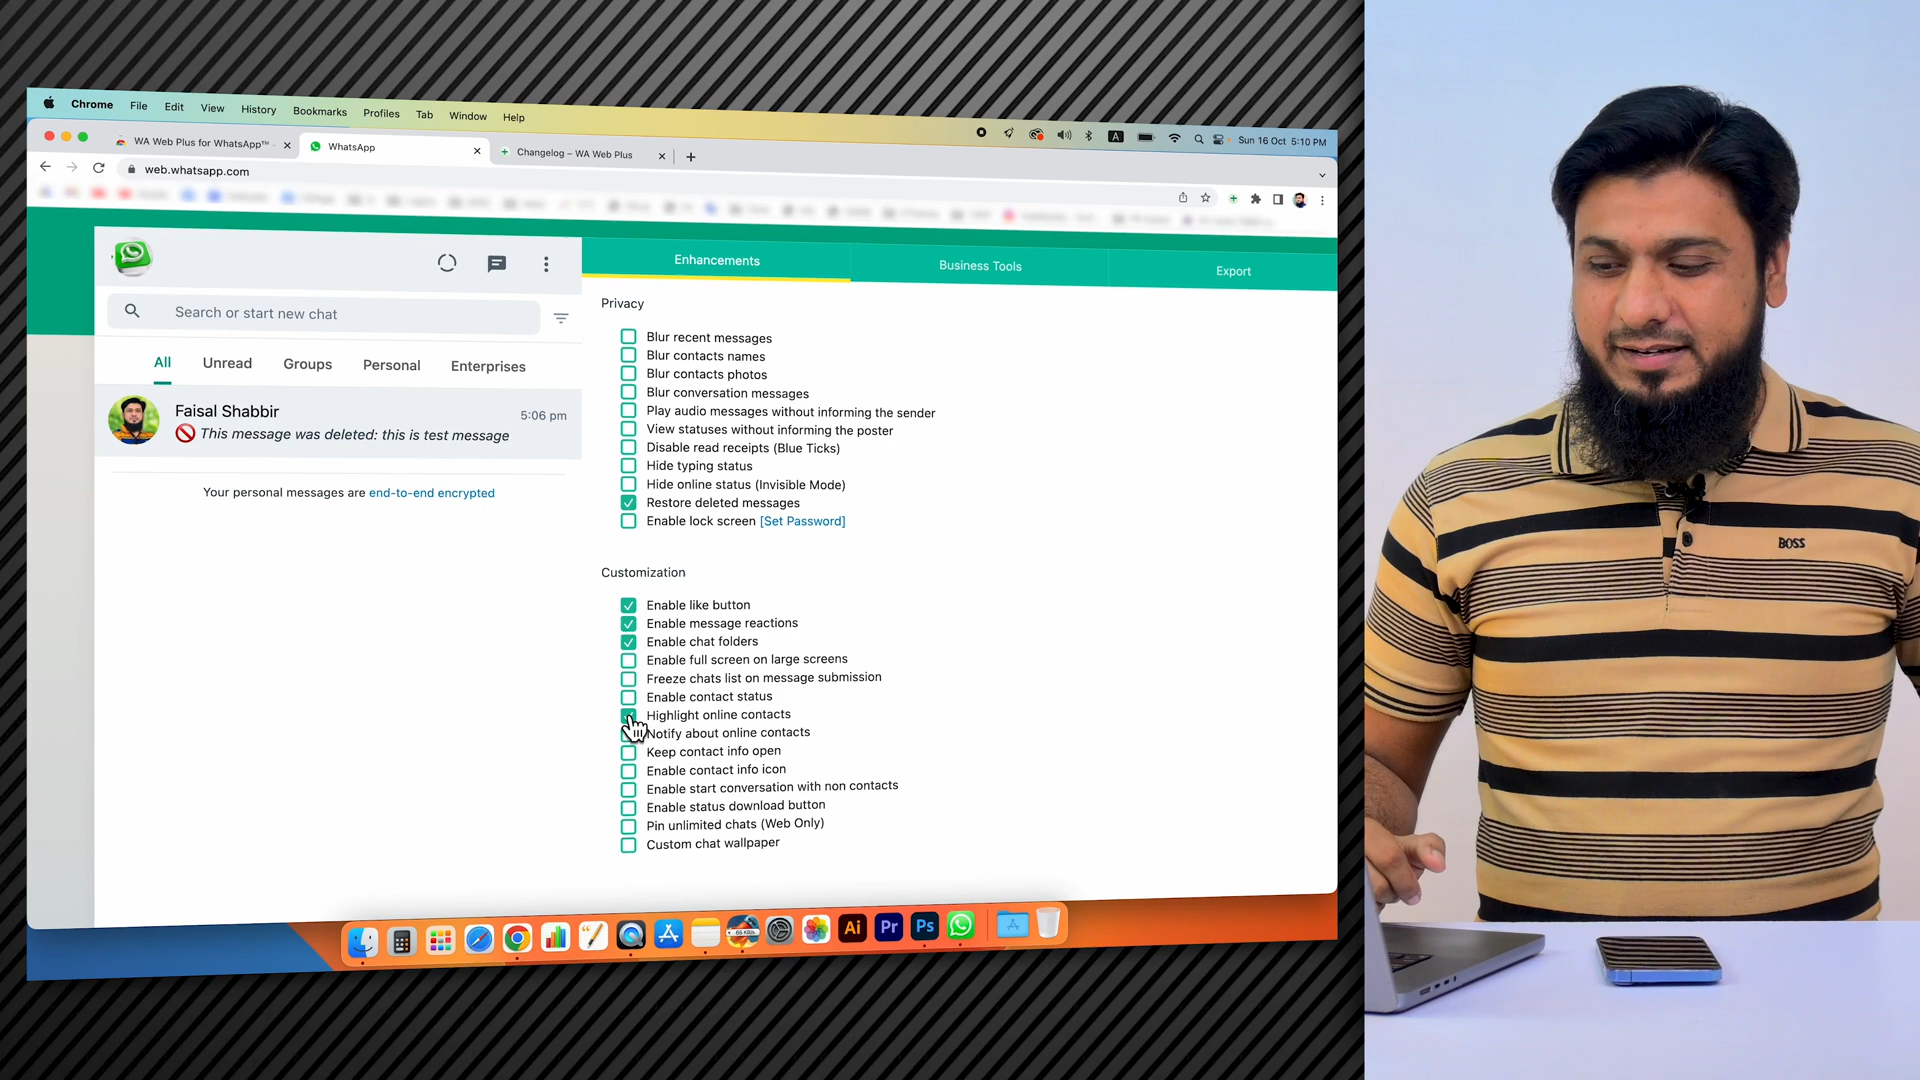 Chrome File Edit View History Bookmarks Profiles Tab Window Help
A Sun 16 Oct 5:10 PM
WA Web Plus for WhatsApp™ -
WhatsApp
Changelog – WA Web Plus
web.whatsapp.com
Enhancements
Business Tools
Export
Search or start new chat
All Unread Groups Personal Enterprises
Faisal Shabbir
5:06 pm
This message was deleted: this is test message
Your personal messages are end-to-end encrypted
Privacy
Blur recent messages
Blur contacts names
Blur contacts photos
Blur conversation messages
Play audio messages without informing the sender
View statuses without informing the poster
Disable read receipts (Blue Ticks)
Hide typing status
Hide online status (Invisible Mode)
Restore deleted messages
Enable lock screen [Set Password]
Customization
Enable like button
Enable message reactions
Enable chat folders
Enable full screen on large screens
Freeze chats list on message submission
Enable contact status
Highlight online contacts
Notify about online contacts
Keep contact info open
Enable contact info icon
Enable start conversation with non contacts
Enable status download button
Pin unlimited chats (Web Only)
Custom chat wallpaper
Ai Pr Ps
BOSS